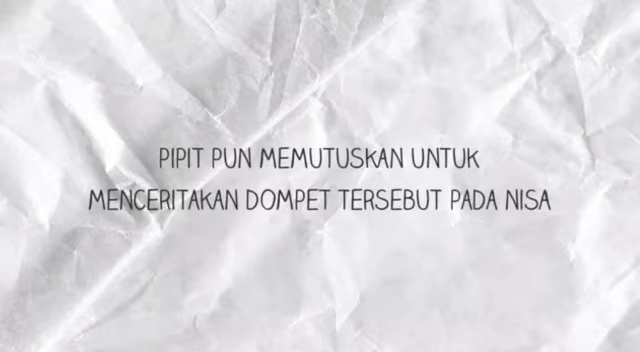 PIPIT PUN MEMUTUSKAN UNTUK
MENCERITAKAN DOMPET TERSEBUT PADA NISA